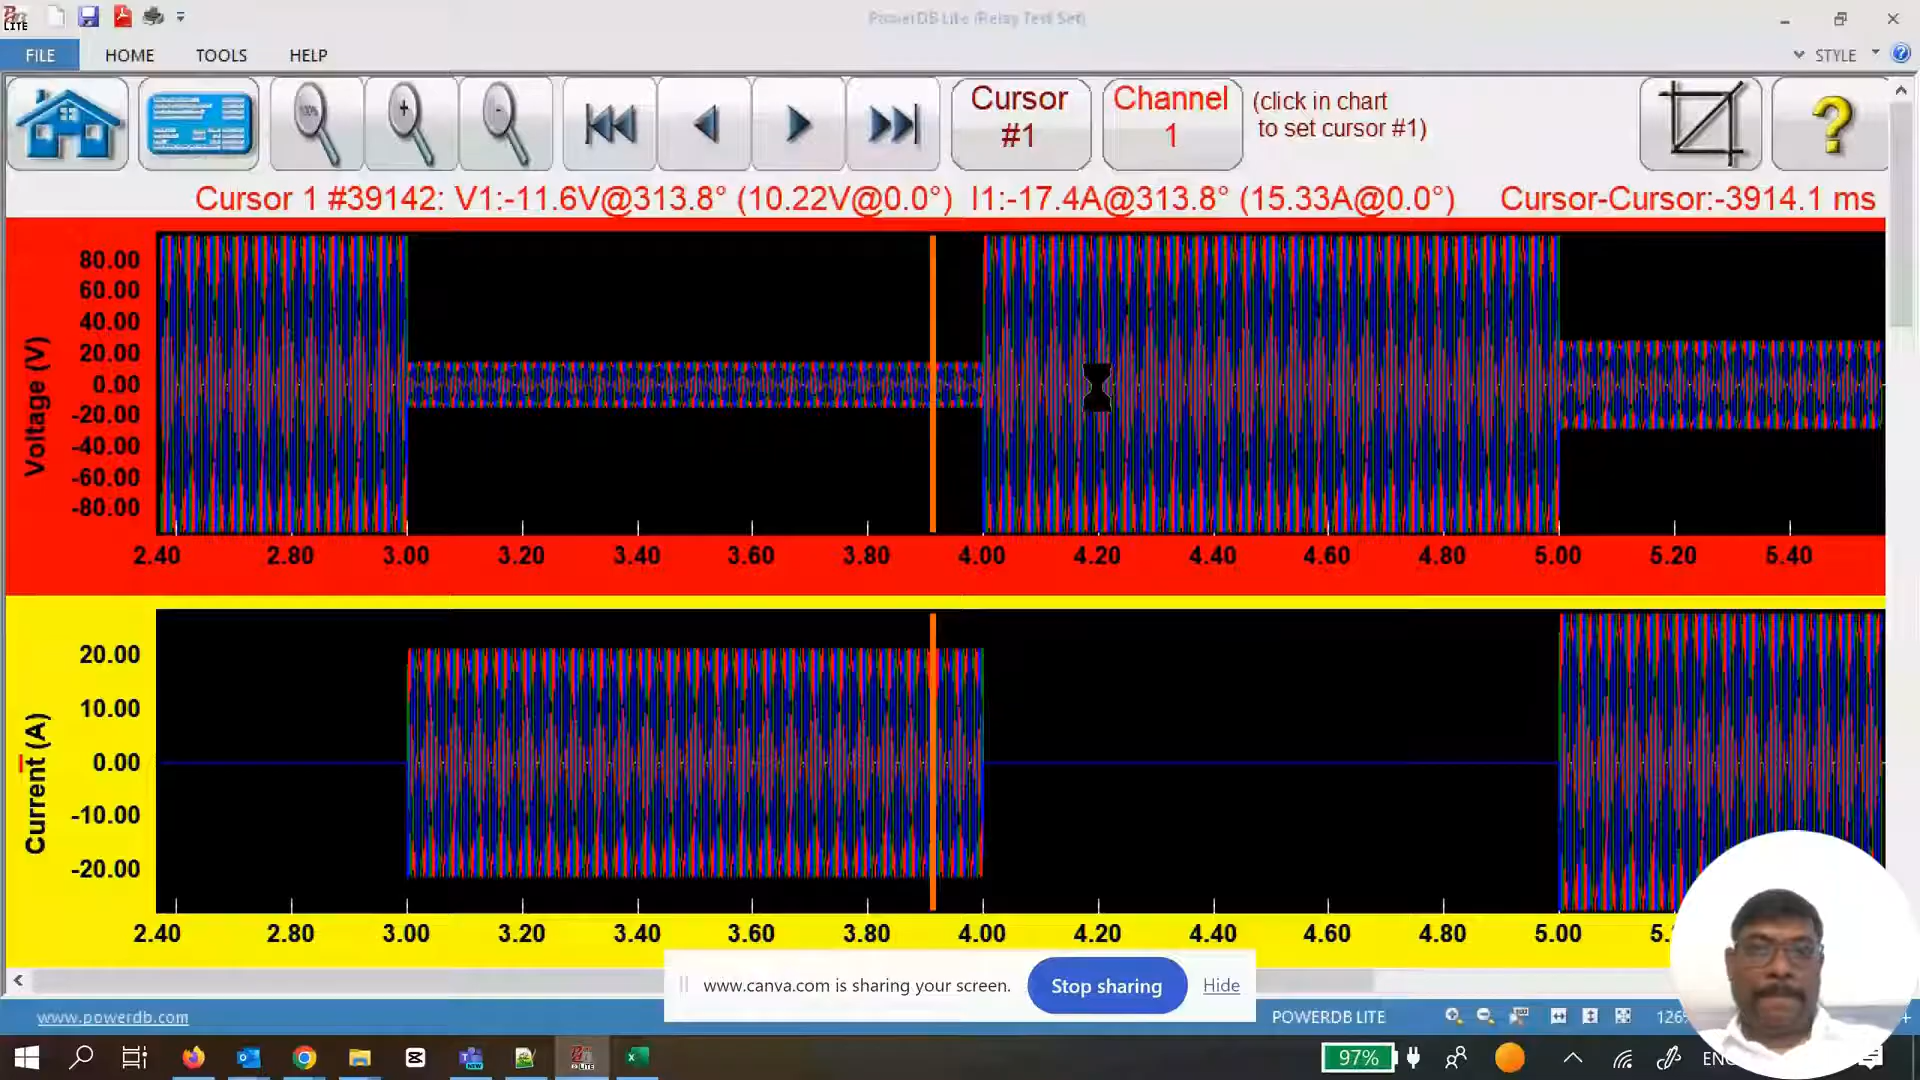 LITE
PowerDB Lite (Relay Test Set)
FILE
HOME
TOOLS
HELP
STYLE
100%
+
-
Cursor
#1
Channel
1
(click in chart
to set cursor #1)
?
Cursor 1 #39142: V1:-11.6V@313.8° (10.22V@0.0°) I1:-17.4A@313.8° (15.33A@0.0°)
Cursor-Cursor:-3914.1 ms
Voltage (V)
80.00
60.00
40.00
20.00
0.00
-20.00
-40.00
-60.00
-80.00
2.40 2.80 3.00 3.20 3.40 3.60 3.80 4.00 4.20 4.40 4.60 4.80 5.00 5.20 5.40
Current (A)
20.00
10.00
0.00
-10.00
-20.00
2.40 2.80 3.00 3.20 3.40 3.60 3.80 4.00 4.20 4.40 4.60 4.80 5.00
www.canva.com is sharing your screen.
Stop sharing
Hide
www.powerdb.com
POWERDB LITE
97%